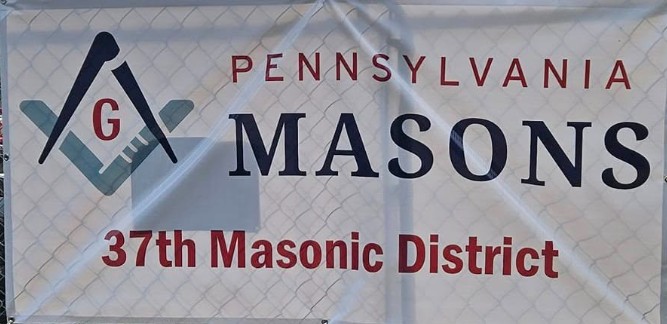 G
PENNSYLVANIA
MASONS
37th Masonic District